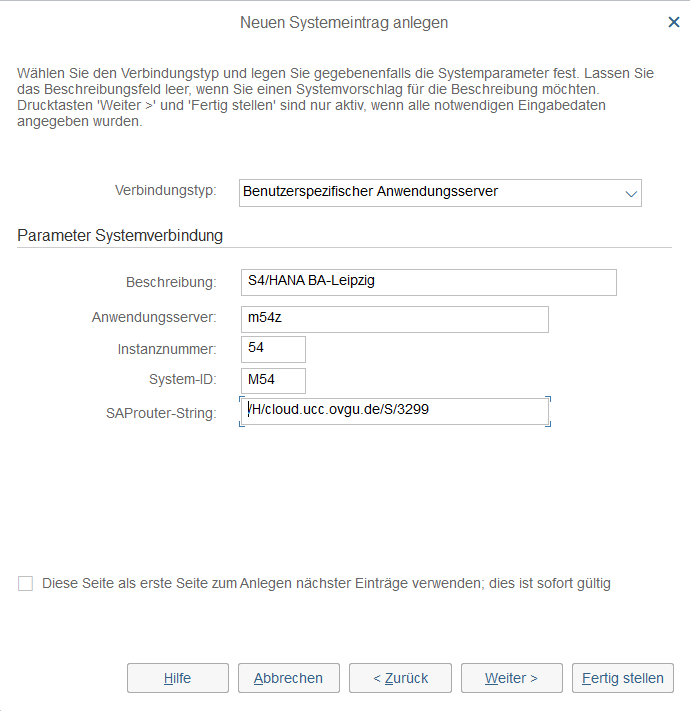 Neuen Systemeintrag anlegen
Wählen Sie den Verbindungstyp und legen Sie gegebenenfalls die Systemparameter fest. Lassen Sie
das Beschreibungsfeld leer, wenn Sie einen Systemvorschlag für die Beschreibung möchten.
Drucktasten 'Weiter >' und 'Fertig stellen' sind nur aktiv, wenn alle notwendigen Eingabedaten
angegeben wurden.
Verbindungstyp: Benutzerspezifischer Anwendungsserver
Parameter Systemverbindung
Beschreibung: S4/HANA BA-Leipzig
Anwendungsserver: m54z
Instanznummer: 54
System-ID: M54
SAProuter-String: /H/cloud.ucc.ovgu.de/S/3299
Diese Seite als erste Seite zum Anlegen nächster Einträge verwenden; dies ist sofort gültig
Hilfe Abbrechen < Zurück Weiter > Fertig stellen